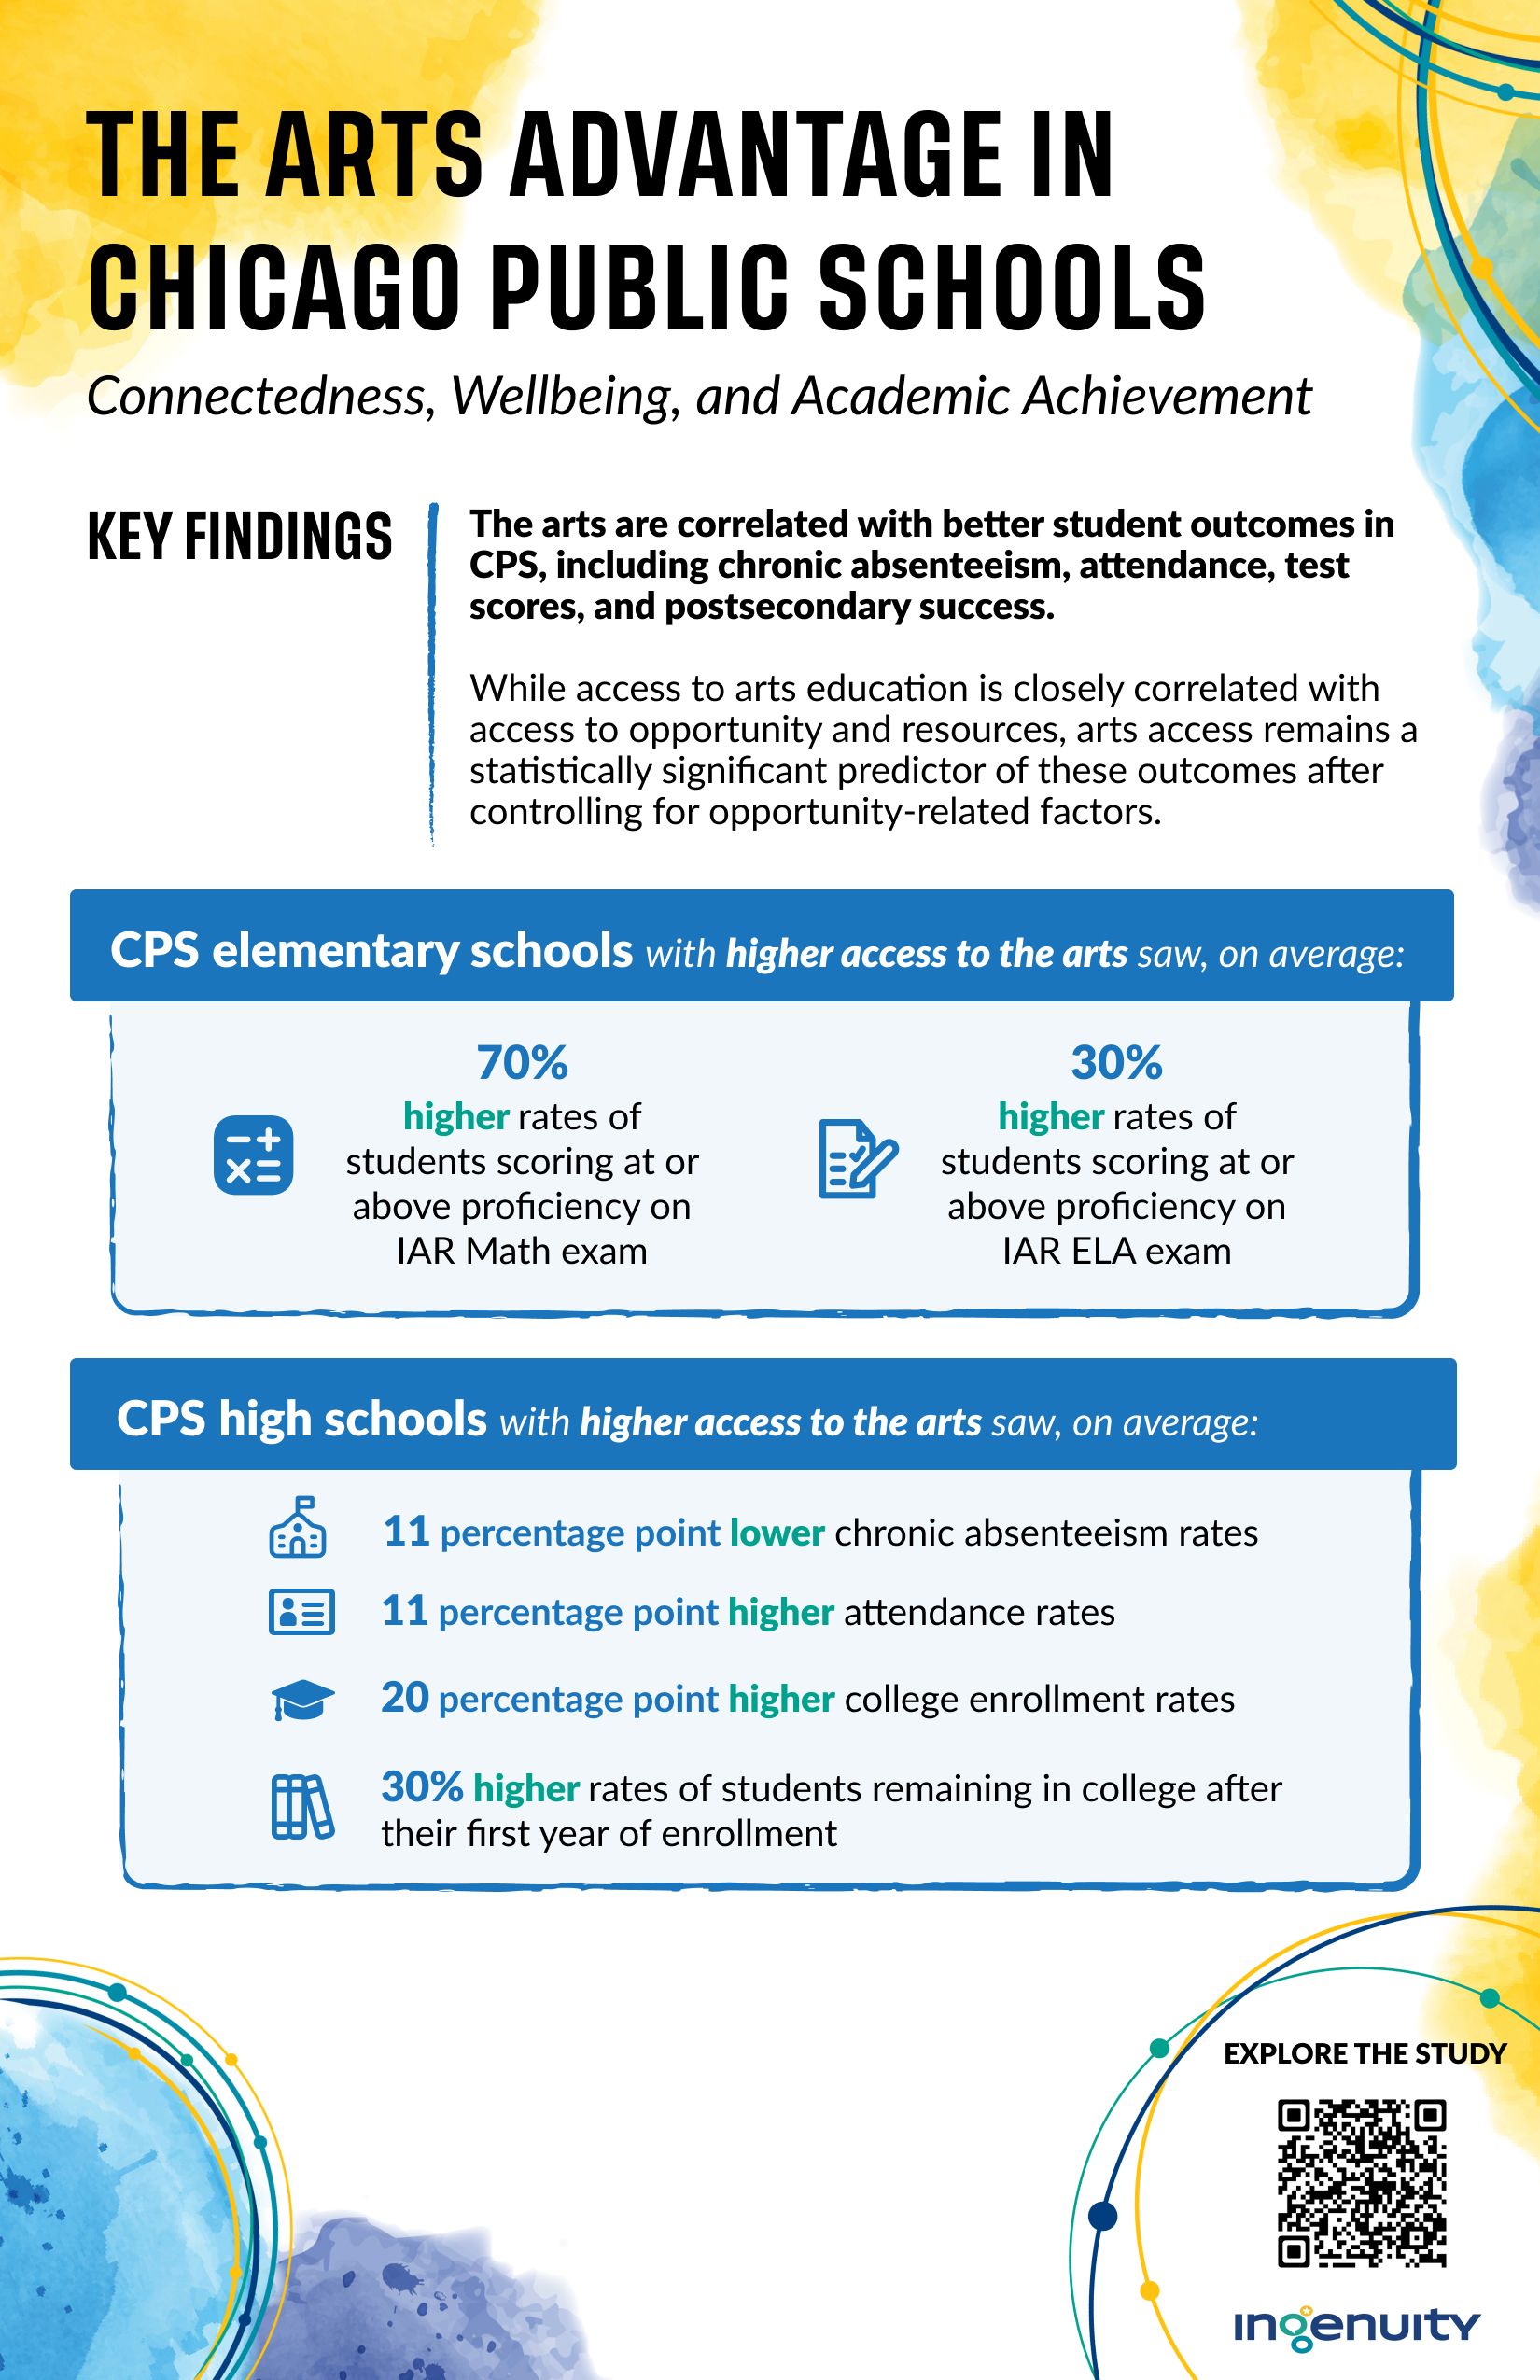 THE ARTS ADVANTAGE IN
CHICAGO PUBLIC SCHOOLS
Connectedness, Wellbeing, and Academic Achievement
KEY FINDINGS
The arts are correlated with better student outcomes in
CPS, including chronic absenteeism, attendance, test
scores, and postsecondary success.
While access to arts education is closely correlated with
access to opportunity and resources, arts access remains a
statistically significant predictor of these outcomes after
controlling for opportunity-related factors.
CPS elementary schools with higher access to the arts saw, on average:
70%
higher rates of
students scoring at or
above proficiency on
IAR Math exam
30%
higher rates of
students scoring at or
above proficiency on
IAR ELA exam
CPS high schools with higher access to the arts saw, on average:
11 percentage point lower chronic absenteeism rates
11 percentage point higher attendance rates
20 percentage point higher college enrollment rates
30% higher rates of students remaining in college after
their first year of enrollment
EXPLORE THE STUDY
ingenuity